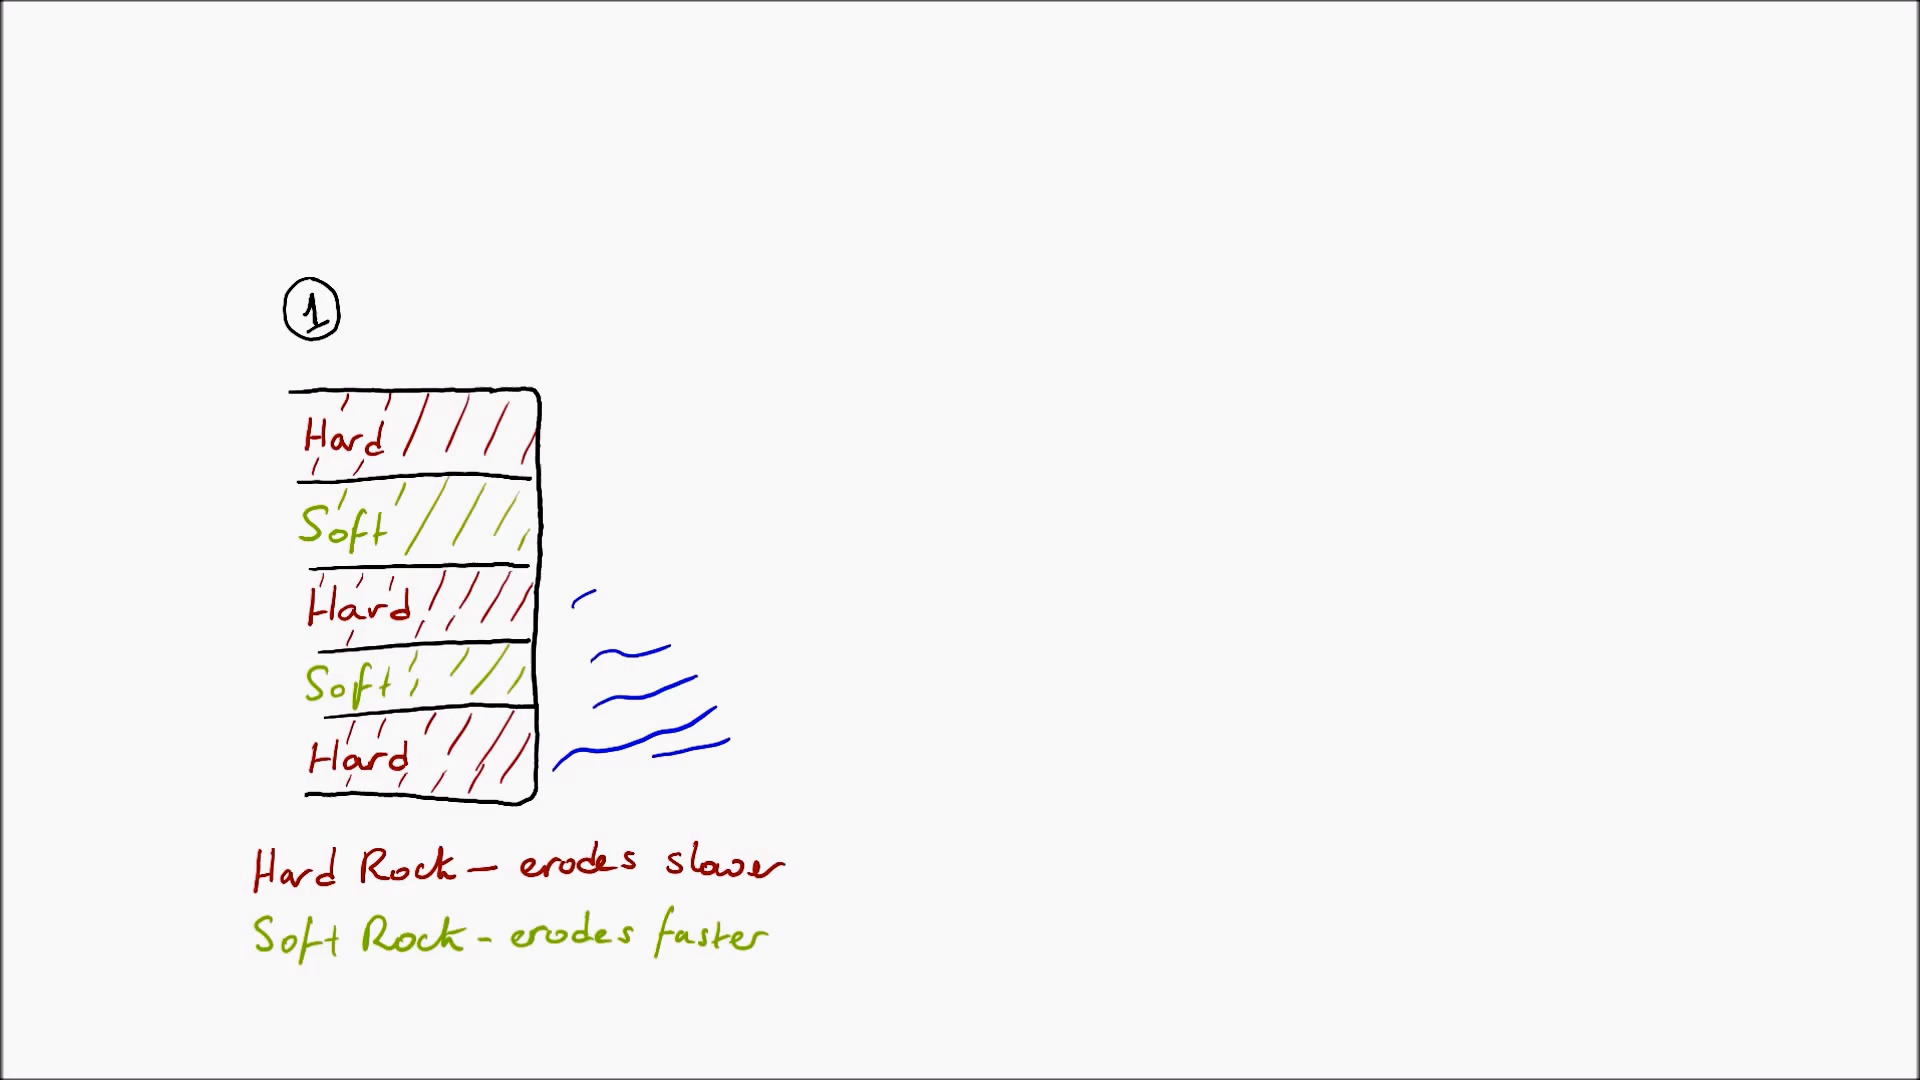 1
Hard
Soft
Hard
Soft
Hard
Hard Rock - erodes slower
Soft Rock - erodes faster